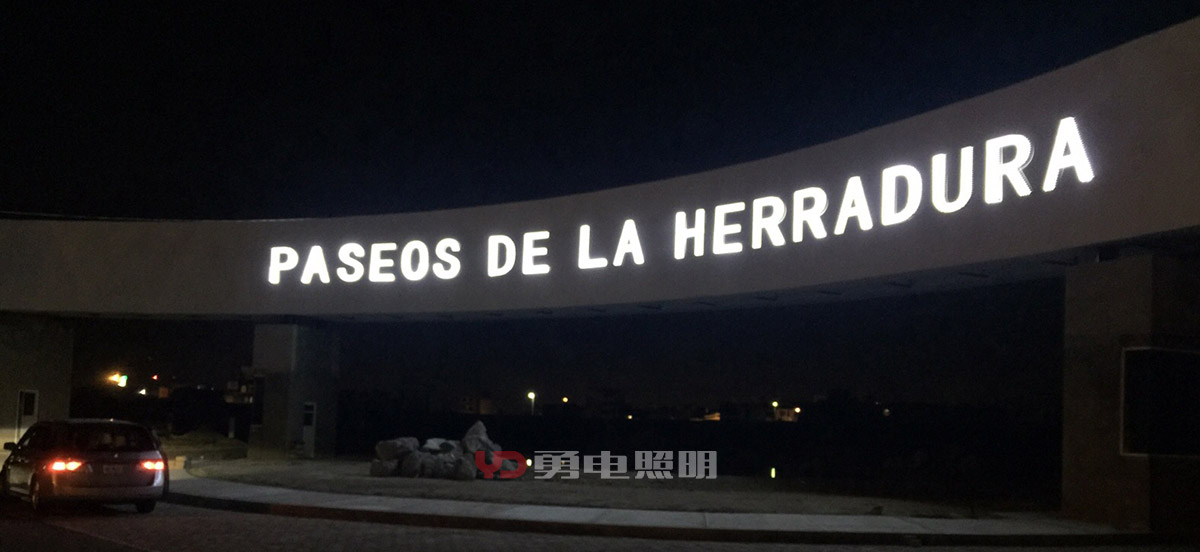 PASEOS DE LA HERRADURA
YD 勇电照明